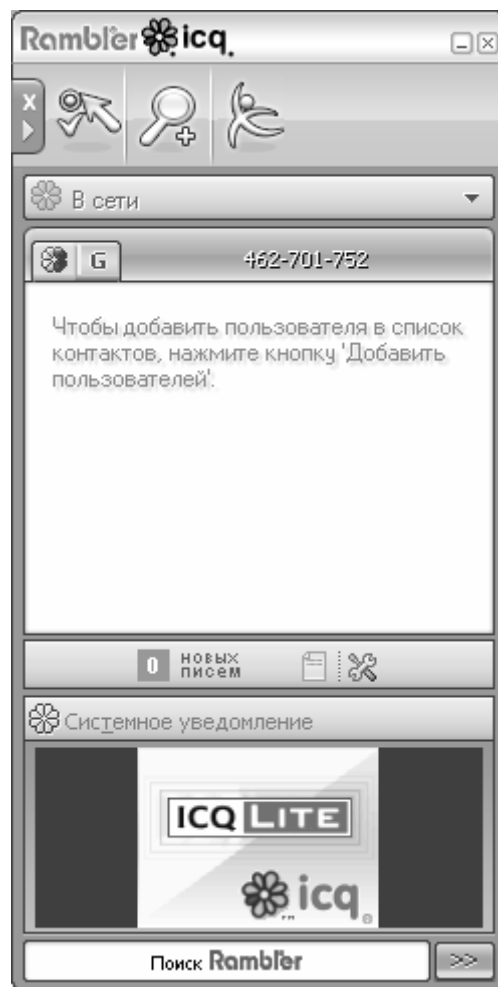 Rambler icq
X
В сети
G 462-701-752
Чтобы добавить пользователя в список
контактов, нажмите кнопку 'Добавить
пользователей'.
0 новых
писем
Системное уведомление
ICQ LITE
icq
Поиск Rambler >>